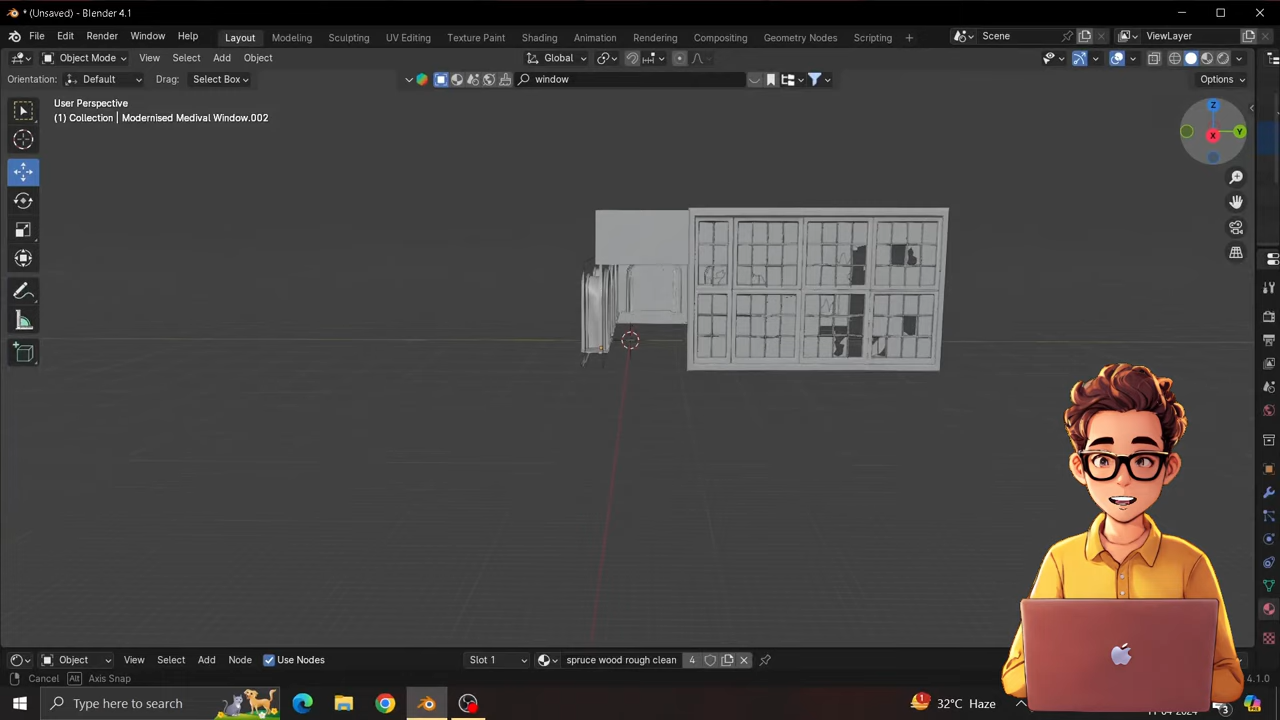 * (Unsaved) - Blender 4.1
File Edit Render Window Help Layout Modeling Sculpting UV Editing Texture Paint Shading Animation Rendering Compositing Geometry Nodes Scripting Scene ViewLayer
Object Mode View Select Add Object Global
Orientation: Default Drag: Select Box window Options
User Perspective
(1) Collection | Modernised Medival Window.002
Z
Y
X
Object View Select Add Node Use Nodes Slot 1 spruce wood rough clean 4
Cancel Alt Axis Snap 4.1.0
Type here to search 1 32°C Haze 3